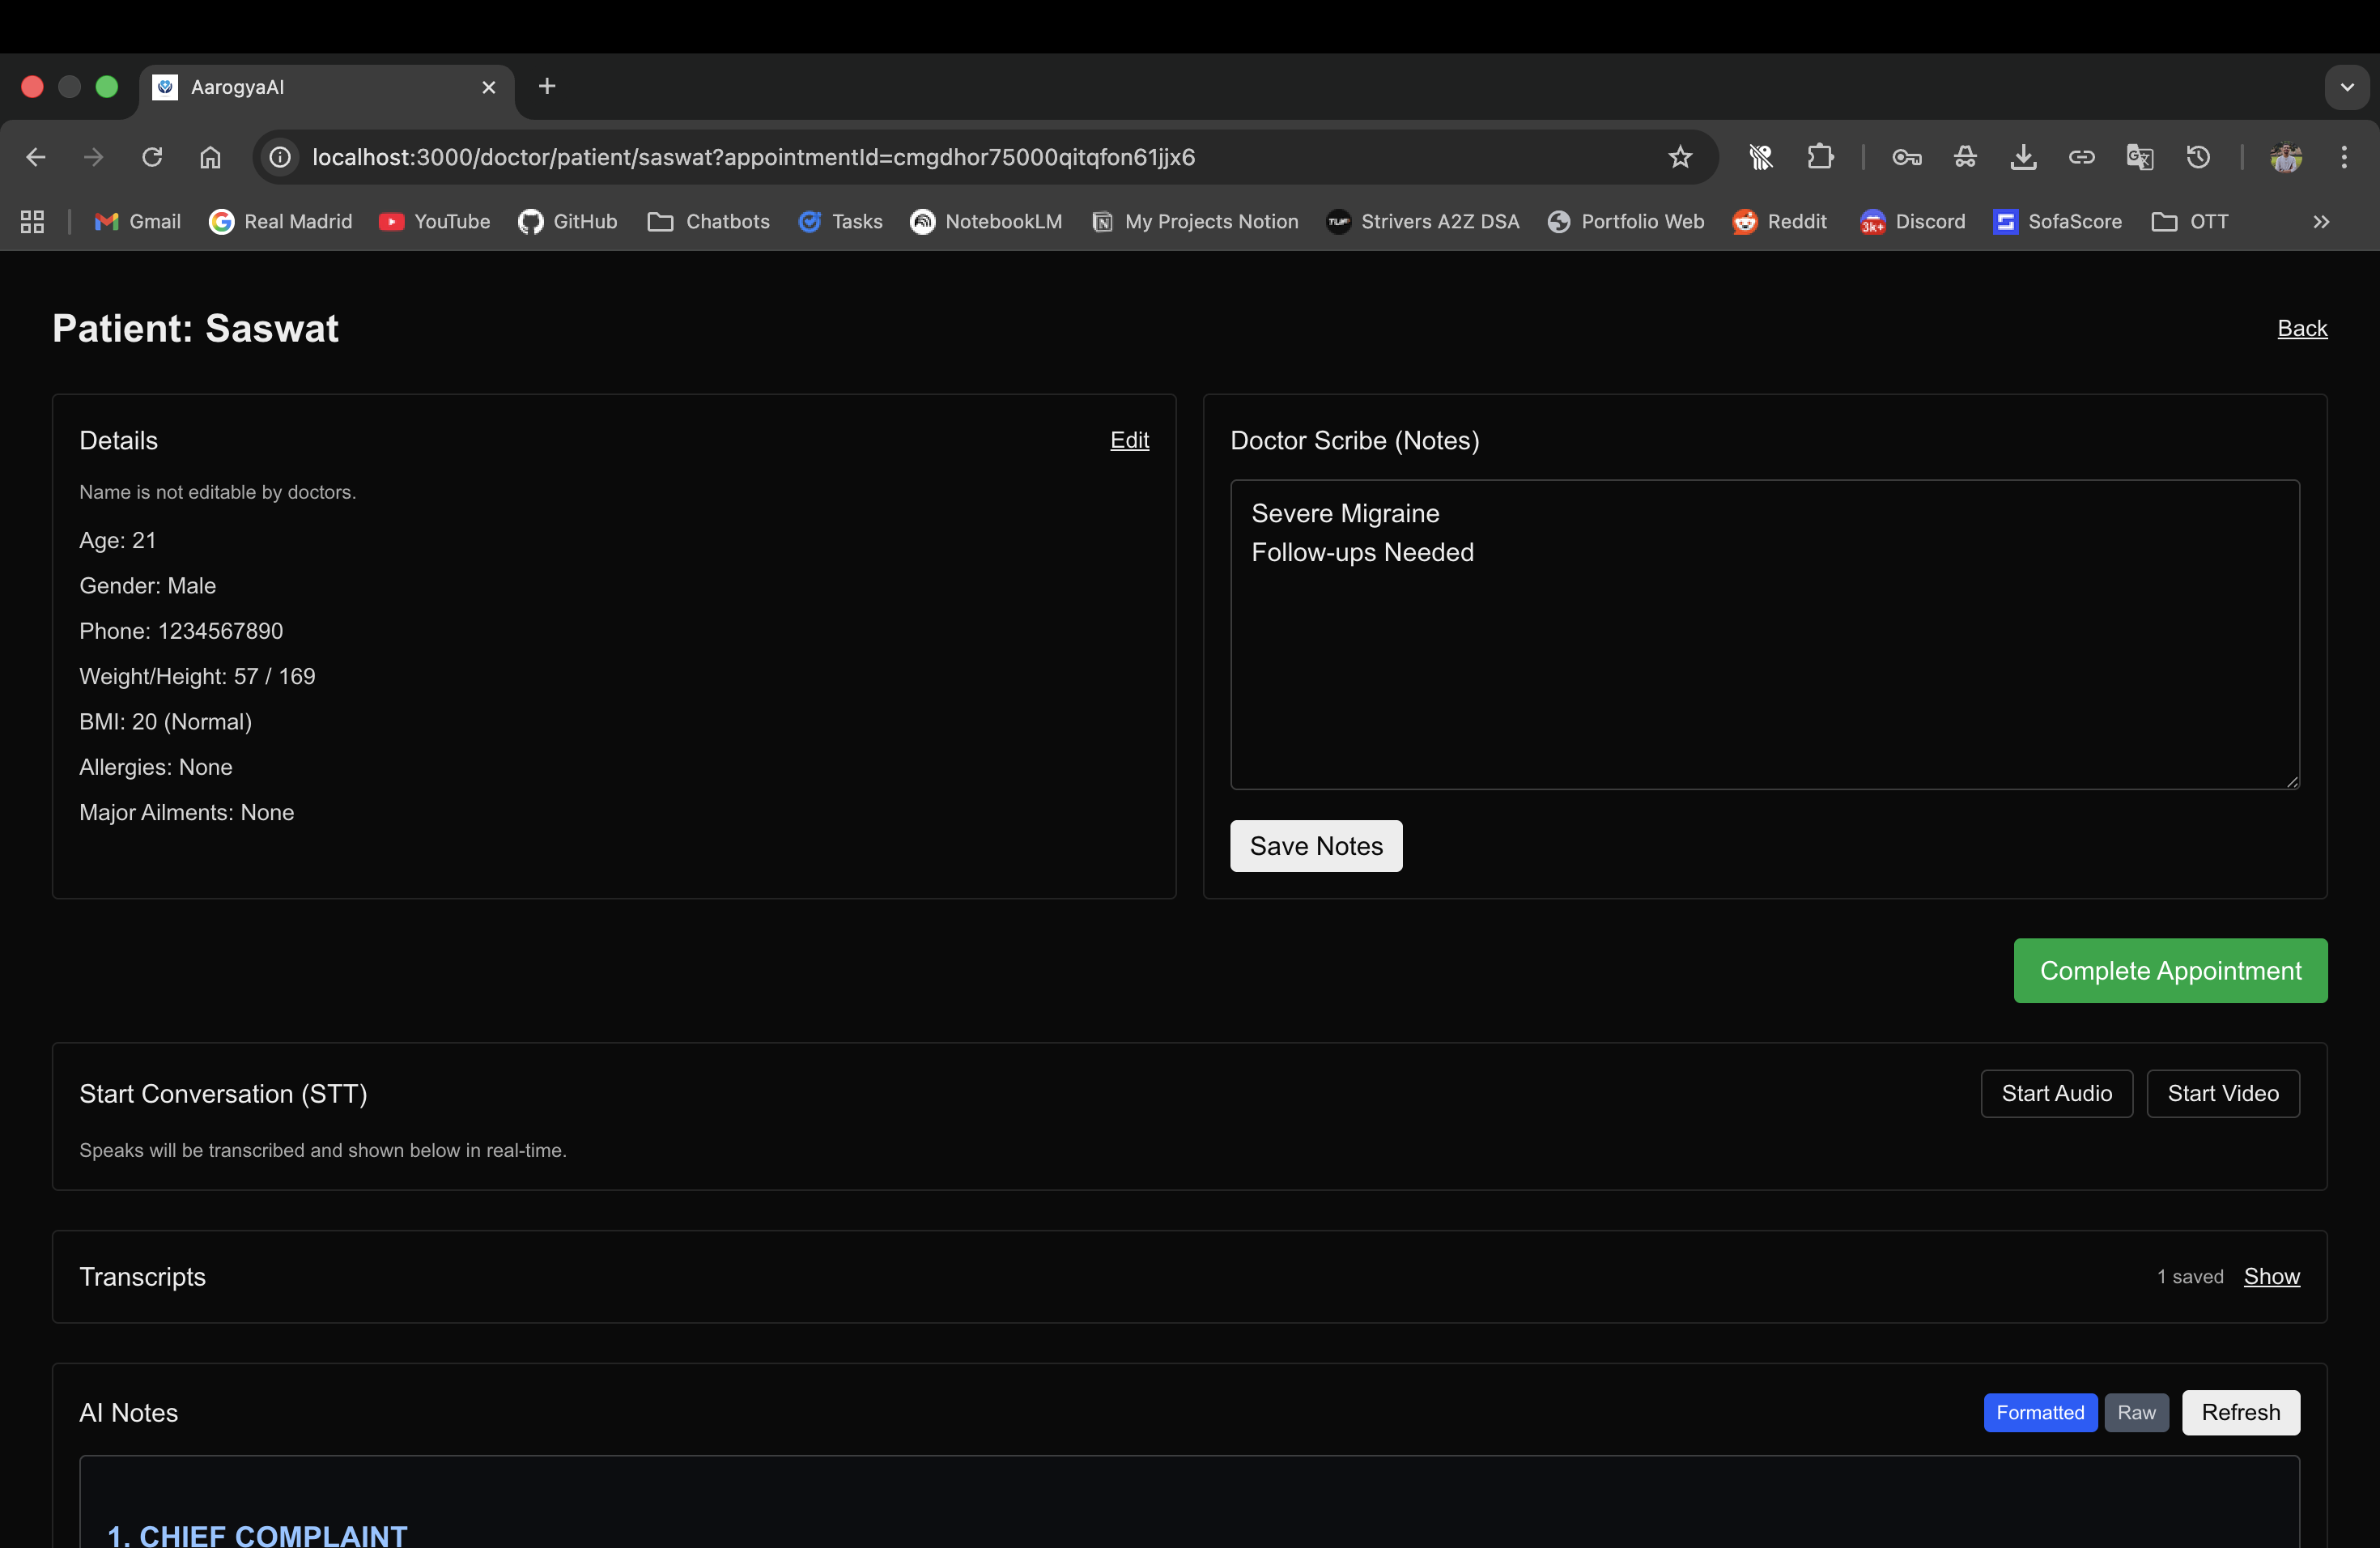 AarogyaAI
localhost:3000/doctor/patient/saswat?appointmentId=cmgdhor75000qitqfon61jjx6
Gmail Real Madrid YouTube GitHub Chatbots Tasks NotebookLM My Projects Notion Strivers A2Z DSA Portfolio Web Reddit 3k+ Discord SofaScore OTT
Patient: Saswat
Back
Details
Edit
Name is not editable by doctors.
Age: 21
Gender: Male
Phone: 1234567890
Weight/Height: 57 / 169
BMI: 20 (Normal)
Allergies: None
Major Ailments: None
Doctor Scribe (Notes)
Severe Migraine
Follow-ups Needed
Save Notes
Complete Appointment
Start Conversation (STT)
Start Audio
Start Video
Speaks will be transcribed and shown below in real-time.
Transcripts
1 saved
Show
AI Notes
Formatted
Raw
Refresh
1. CHIEF COMPLAINT